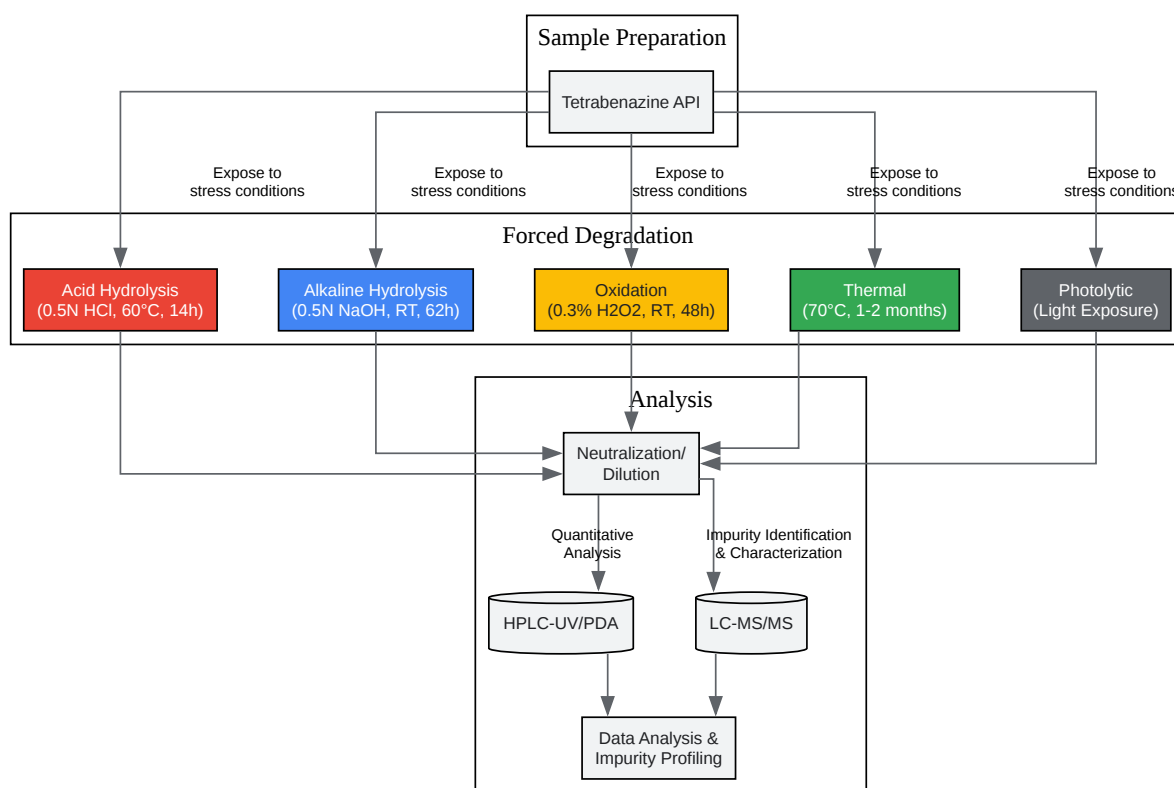 Sample Preparation
Tetrabenazine API
Expose to
stress conditions
Expose to
stress conditions
Expose to
stress conditions
Expose to
stress conditions
Expose to
stress conditions
Forced Degradation
Acid Hydrolysis
(0.5N HCl, 60°C, 14h)
Alkaline Hydrolysis
(0.5N NaOH, RT, 62h)
Oxidation
(0.3% H2O2, RT, 48h)
Thermal
(70°C, 1-2 months)
Photolytic
(Light Exposure)
Analysis
Neutralization/
Dilution
Quantitative
Analysis
Impurity Identification
& Characterization
HPLC-UV/PDA
LC-MS/MS
Data Analysis &
Impurity Profiling